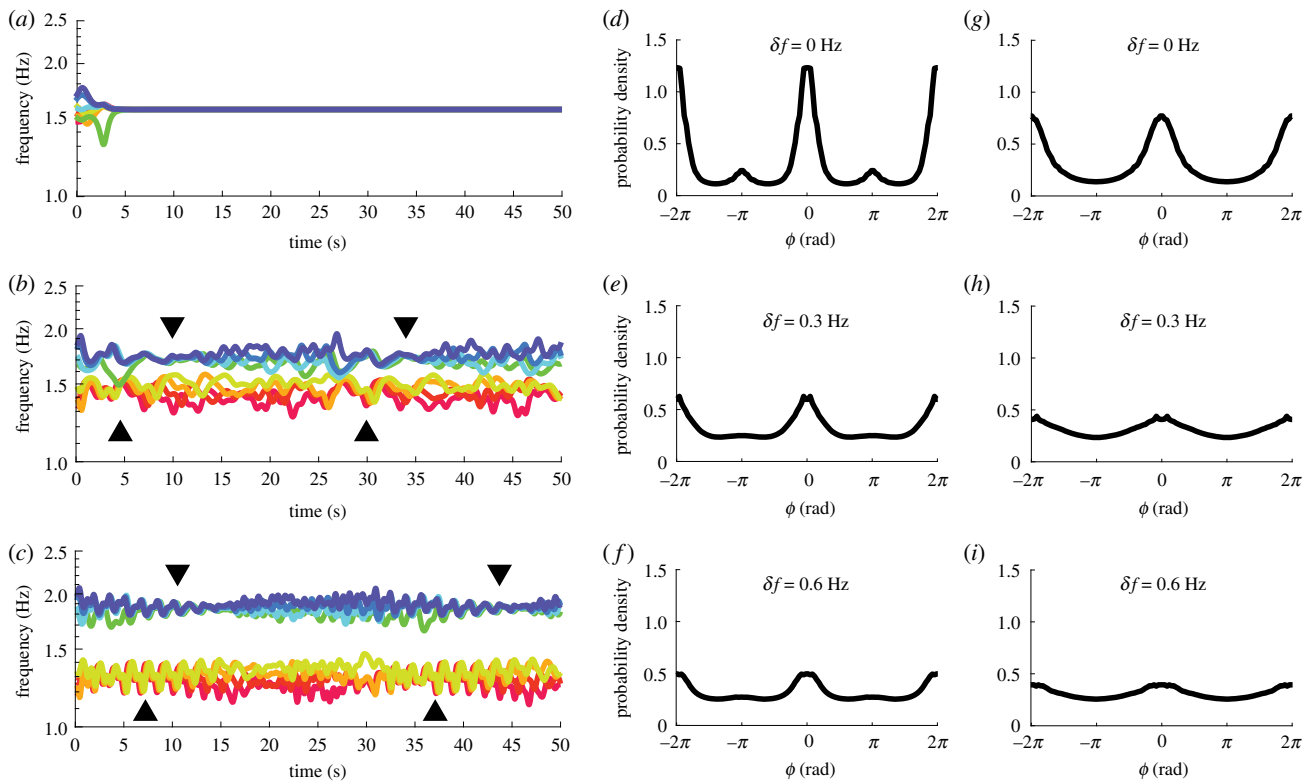 (a)
2.5
2.0
1.5
1.0
frequency (Hz)
0 5 10 15 20 25 30 35 40 45 50
time (s)
(b)
2.5
2.0
1.5
1.0
frequency (Hz)
0 5 10 15 20 25 30 35 40 45 50
time (s)
(c)
2.5
2.0
1.5
1.0
frequency (Hz)
0 5 10 15 20 25 30 35 40 45 50
time (s)
(d)
δf = 0 Hz
1.5
1.0
0.5
0
probability density
−2π −π 0 π 2π
ϕ (rad)
(e)
δf = 0.3 Hz
1.5
1.0
0.5
0
probability density
−2π −π 0 π 2π
ϕ (rad)
(f)
δf = 0.6 Hz
1.5
1.0
0.5
0
probability density
−2π −π 0 π 2π
ϕ (rad)
(g)
δf = 0 Hz
1.5
1.0
0.5
0
−2π −π 0 π 2π
ϕ (rad)
(h)
δf = 0.3 Hz
1.5
1.0
0.5
0
−2π −π 0 π 2π
ϕ (rad)
(i)
δf = 0.6 Hz
1.5
1.0
0.5
0
−2π −π 0 π 2π
ϕ (rad)